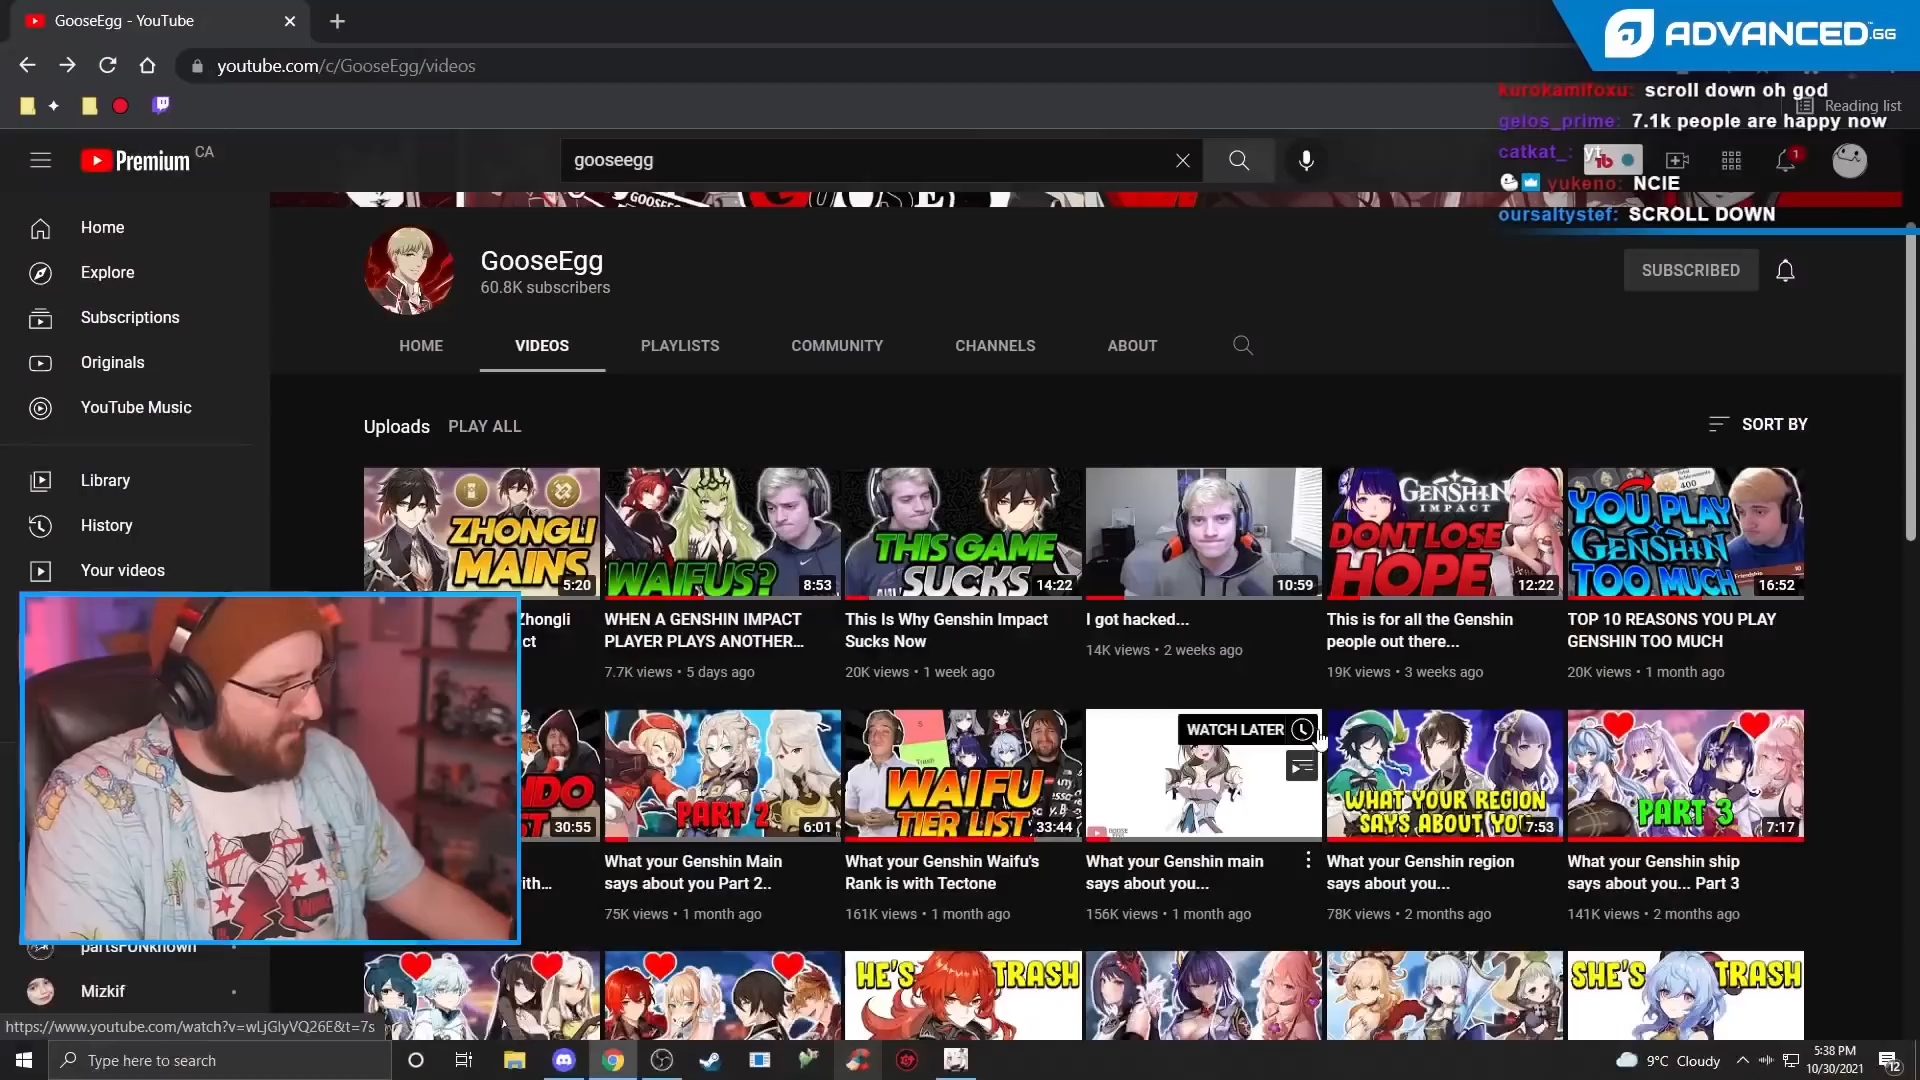 GooseEgg - YouTube
ADVANCED.GG
youtube.com/c/GooseEgg/videos
kurokamifoxu: scroll down oh god
Reading list
geios_prime: 7.1k people are happy now
catkat_: yt
yukeno: NCIE
oursaltystef: SCROLL DOWN
Premium CA
gooseegg
1
Home
Explore
Subscriptions
Originals
YouTube Music
Library
History
Your videos
GooseEgg
60.8K subscribers
SUBSCRIBED
HOME
VIDEOS
PLAYLISTS
COMMUNITY
CHANNELS
ABOUT
Uploads
PLAY ALL
SORT BY
ZHONGLI
MAINS
5:20
WAIFUS?
8:53
THIS GAME
SUCKS
14:22
10:59
GENSHIN
IMPACT
DONT LOSE
HOPE
12:22
400
YOU PLAY
GENSHIN
TOO MUCH
16:52
Zhongli
ct
WHEN A GENSHIN IMPACT
PLAYER PLAYS ANOTHER...
7.7K views • 5 days ago
This Is Why Genshin Impact
Sucks Now
20K views • 1 week ago
I got hacked...
14K views • 2 weeks ago
This is for all the Genshin
people out there...
19K views • 3 weeks ago
TOP 10 REASONS YOU PLAY
GENSHIN TOO MUCH
20K views • 1 month ago
30:55
PART 2
6:01
S
Trash
WAIFU
TIER LIST
33:44
WATCH LATER
WHAT YOUR REGION
SAYS ABOUT YOU
7:53
PART 3
7:17
ith...
What your Genshin Main
says about you Part 2..
75K views • 1 month ago
What your Genshin Waifu's
Rank is with Tectone
161K views • 1 month ago
What your Genshin main
says about you...
156K views • 1 month ago
What your Genshin region
says about you...
78K views • 2 months ago
What your Genshin ship
says about you... Part 3
141K views • 2 months ago
partsFUNknown
Mizkif
HE'S TRASH
SHE'S TRASH
https://www.youtube.com/watch?v=wLjGlyVQ26E&t=7s
Type here to search
9°C Cloudy
5:38 PM
10/30/2021
12